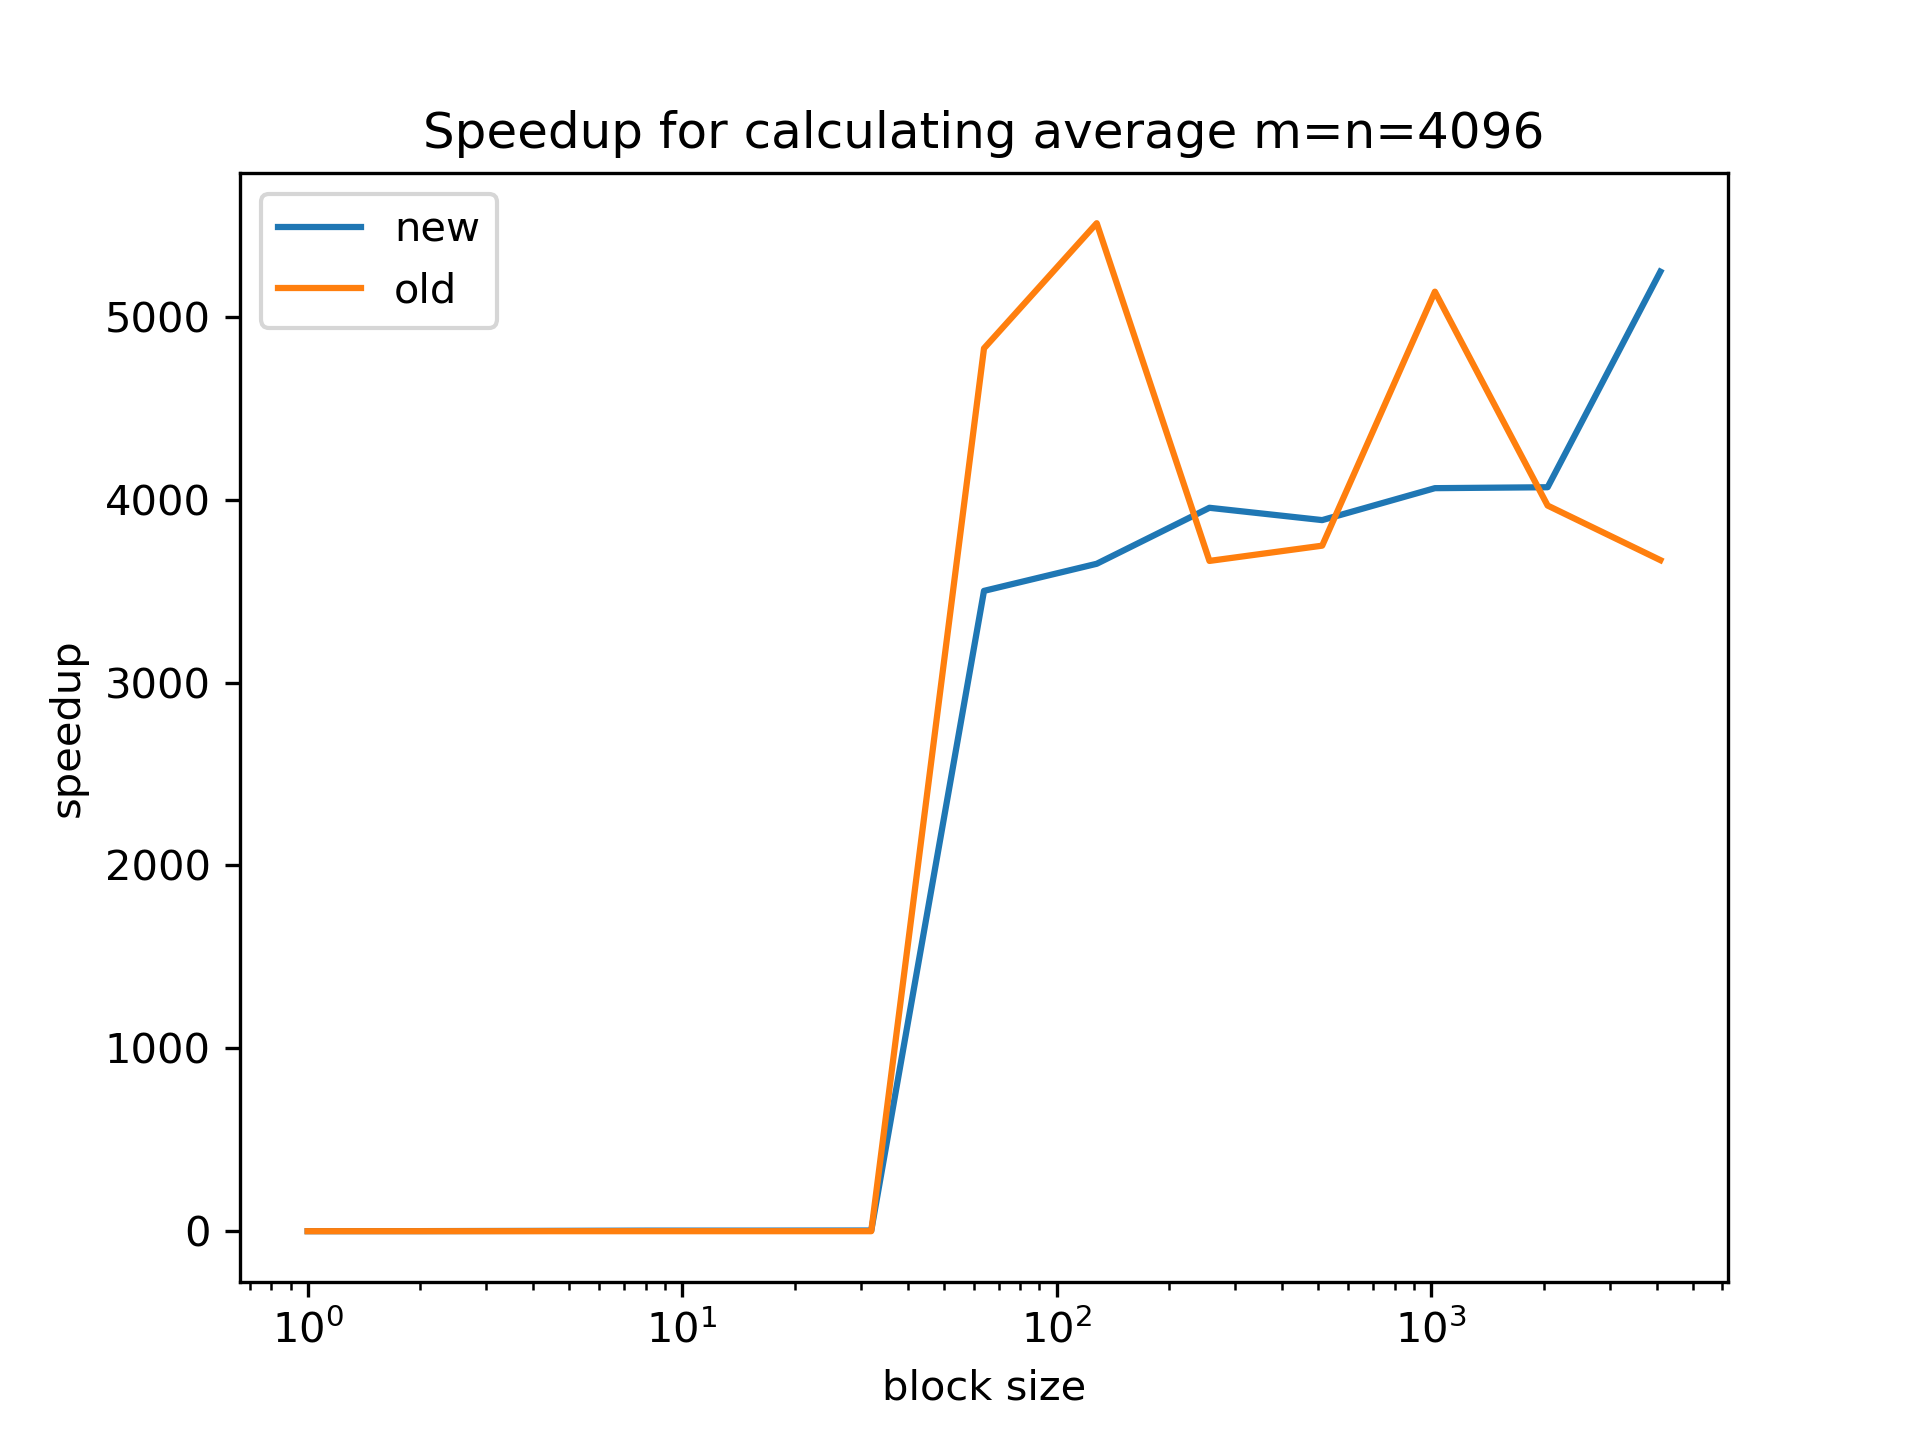 Speedup for calculating average m=n=4096
new
old
5000
4000
3000
2000
1000
0
speedup
10⁰ 10¹ 10² 10³
block size